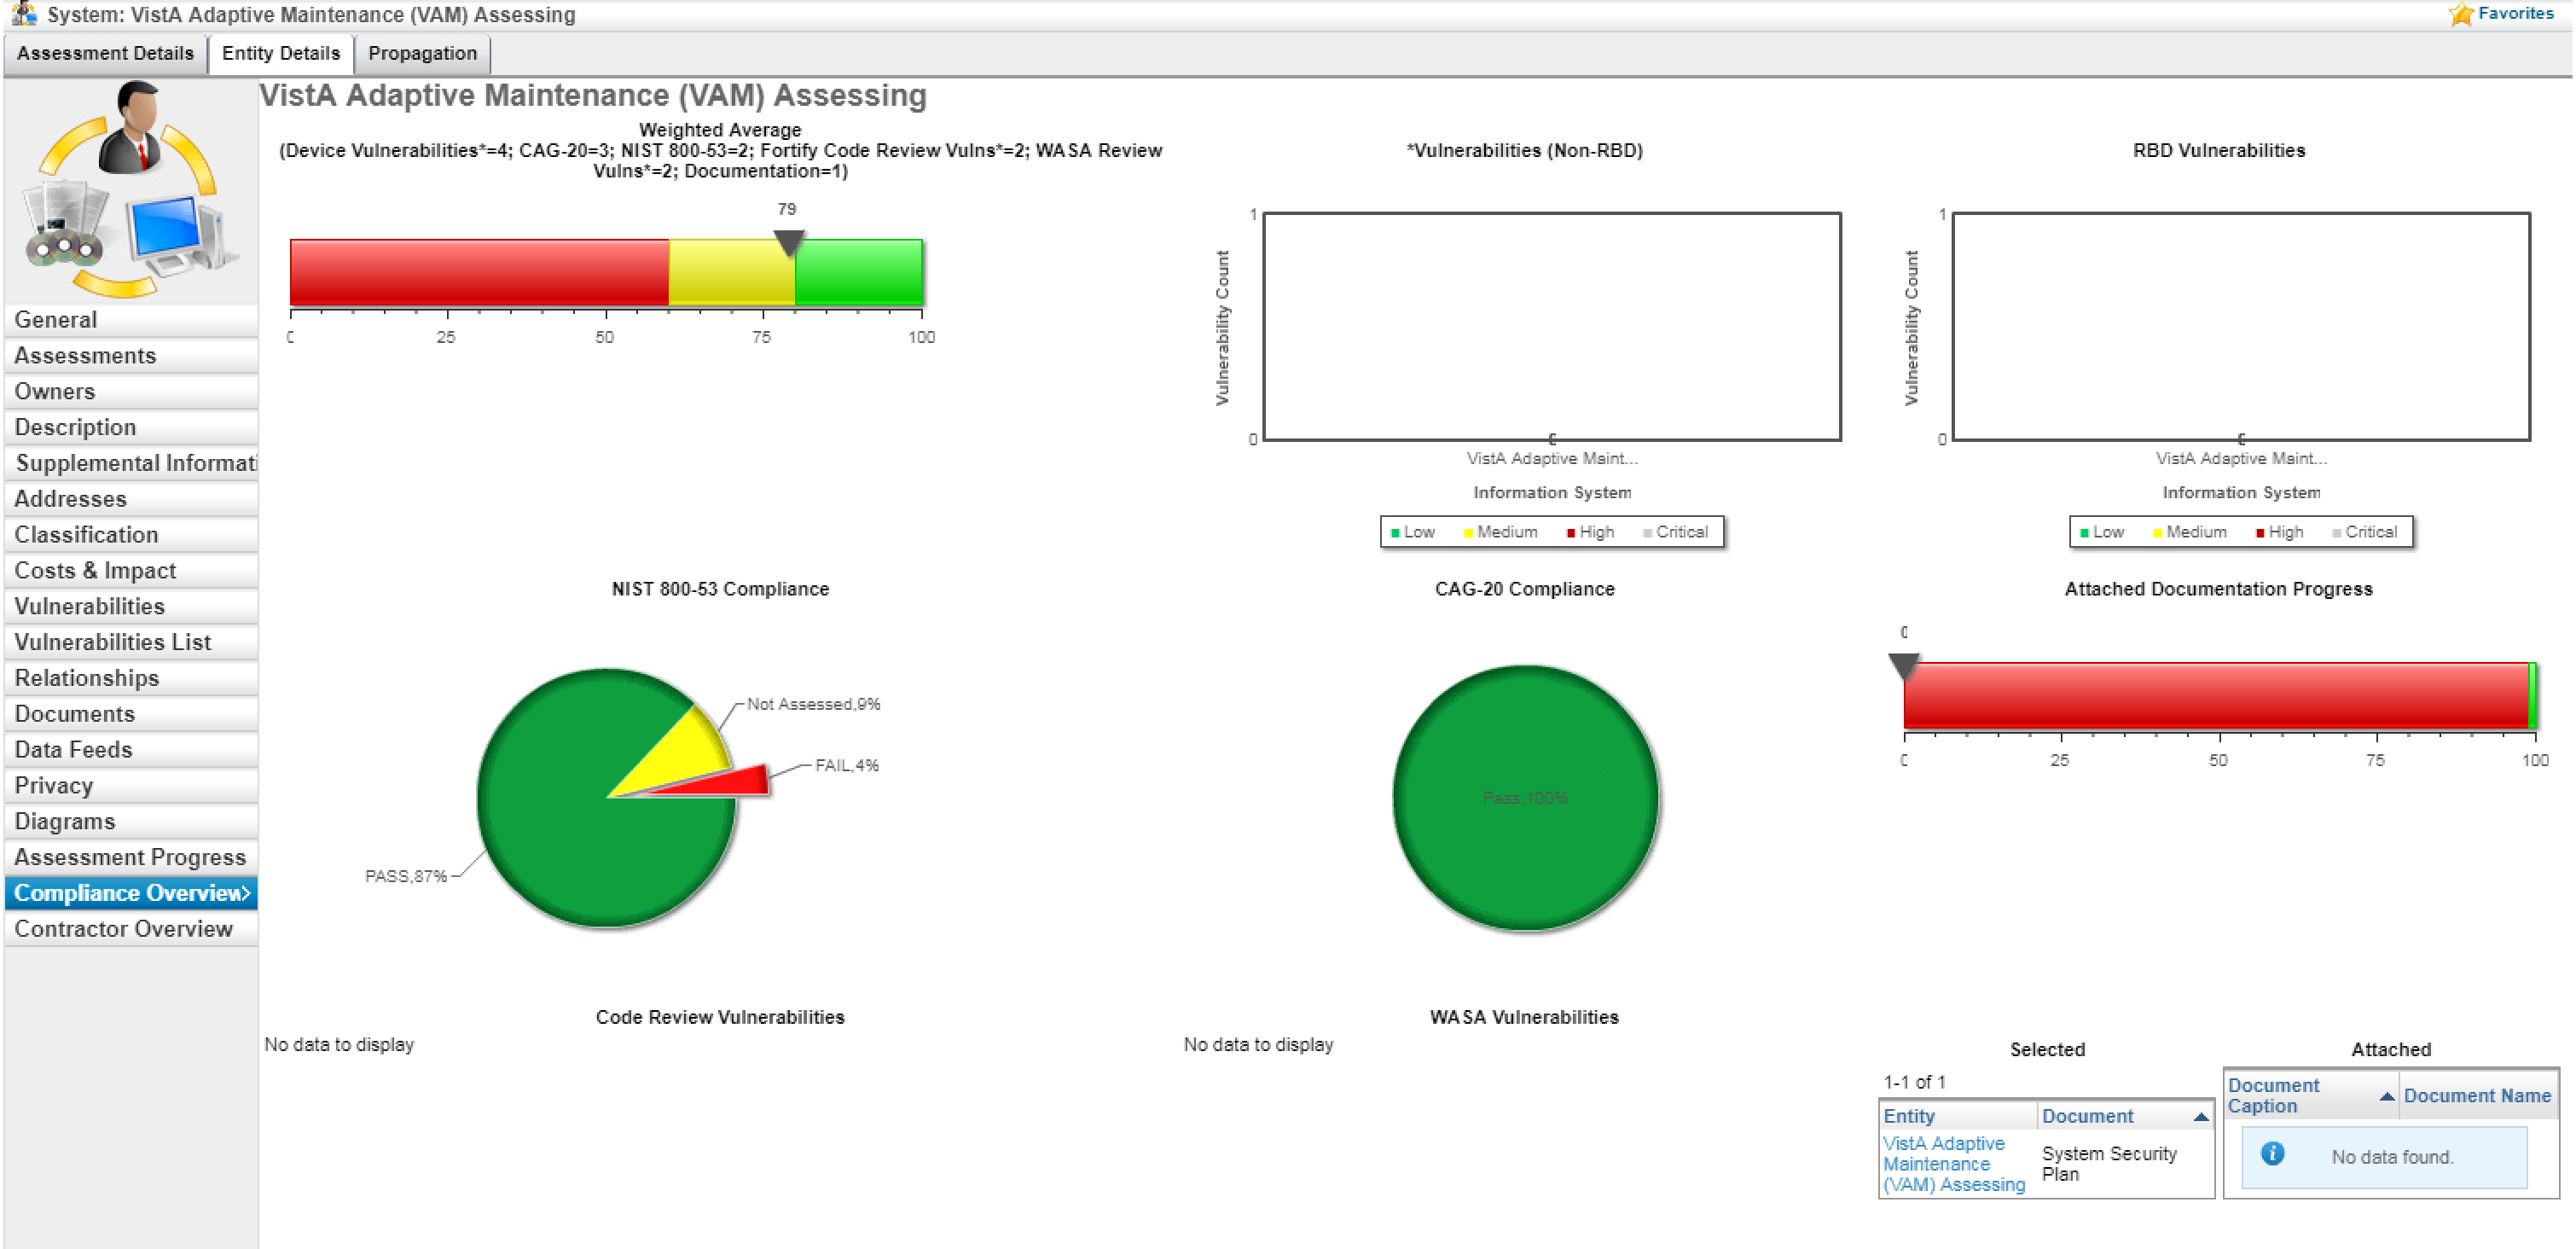 System: VistA Adaptive Maintenance (VAM) Assessing
Favorites
Assessment Details
Entity Details
Propagation
General
Assessments
Owners
Description
Supplemental Informati
Addresses
Classification
Costs & Impact
Vulnerabilities
Vulnerabilities List
Relationships
Documents
Data Feeds
Privacy
Diagrams
Assessment Progress
Compliance Overview>
Contractor Overview
VistA Adaptive Maintenance (VAM) Assessing
Weighted Average
(Device Vulnerabilities*=4; CAG-20=3; NIST 800-53=2; Fortify Code Review Vulns*=2; WASA Review
Vulns*=2; Documentation=1)
79
0 25 50 75 100
*Vulnerabilities (Non-RBD)
1
Vulnerability Count
0
0
VistA Adaptive Maint...
Information System
Low Medium High Critical
RBD Vulnerabilities
1
Vulnerability Count
0
0
VistA Adaptive Maint...
Information System
Low Medium High Critical
NIST 800-53 Compliance
Not Assessed,9%
FAIL,4%
PASS,87%
CAG-20 Compliance
Pass,100%
Attached Documentation Progress
0
0 25 50 75 100
Code Review Vulnerabilities
No data to display
WASA Vulnerabilities
No data to display
Selected
1-1 of 1
Entity Document
VistA Adaptive
Maintenance
(VAM) Assessing
System Security
Plan
Attached
Document
Caption
Document Name
No data found.